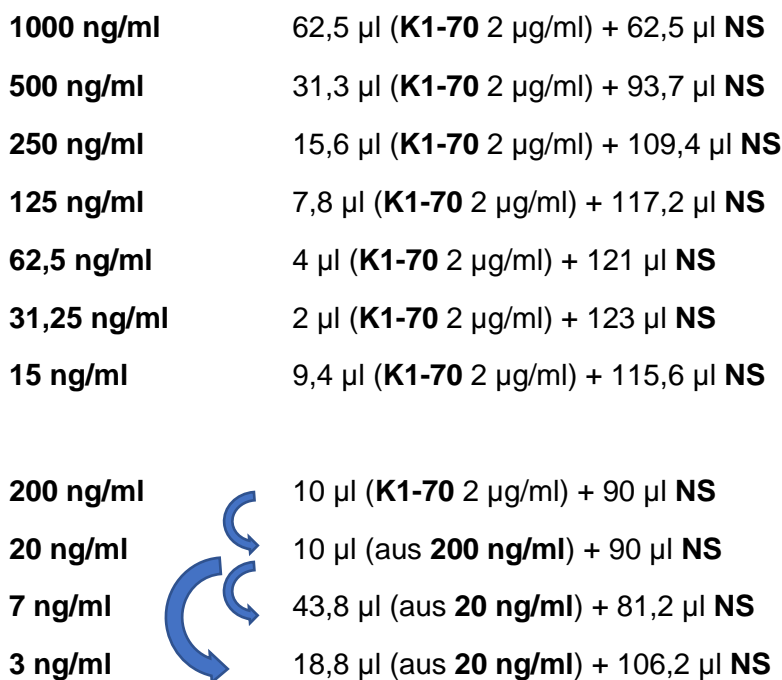 1000 ng/ml 62,5 µl (K1-70 2 µg/ml) + 62,5 µl NS
500 ng/ml 31,3 µl (K1-70 2 µg/ml) + 93,7 µl NS
250 ng/ml 15,6 µl (K1-70 2 µg/ml) + 109,4 µl NS
125 ng/ml 7,8 µl (K1-70 2 µg/ml) + 117,2 µl NS
62,5 ng/ml 4 µl (K1-70 2 µg/ml) + 121 µl NS
31,25 ng/ml 2 µl (K1-70 2 µg/ml) + 123 µl NS
15 ng/ml 9,4 µl (K1-70 2 µg/ml) + 115,6 µl NS
200 ng/ml 10 µl (K1-70 2 µg/ml) + 90 µl NS
20 ng/ml 10 µl (aus 200 ng/ml) + 90 µl NS
7 ng/ml 43,8 µl (aus 20 ng/ml) + 81,2 µl NS
3 ng/ml 18,8 µl (aus 20 ng/ml) + 106,2 µl NS